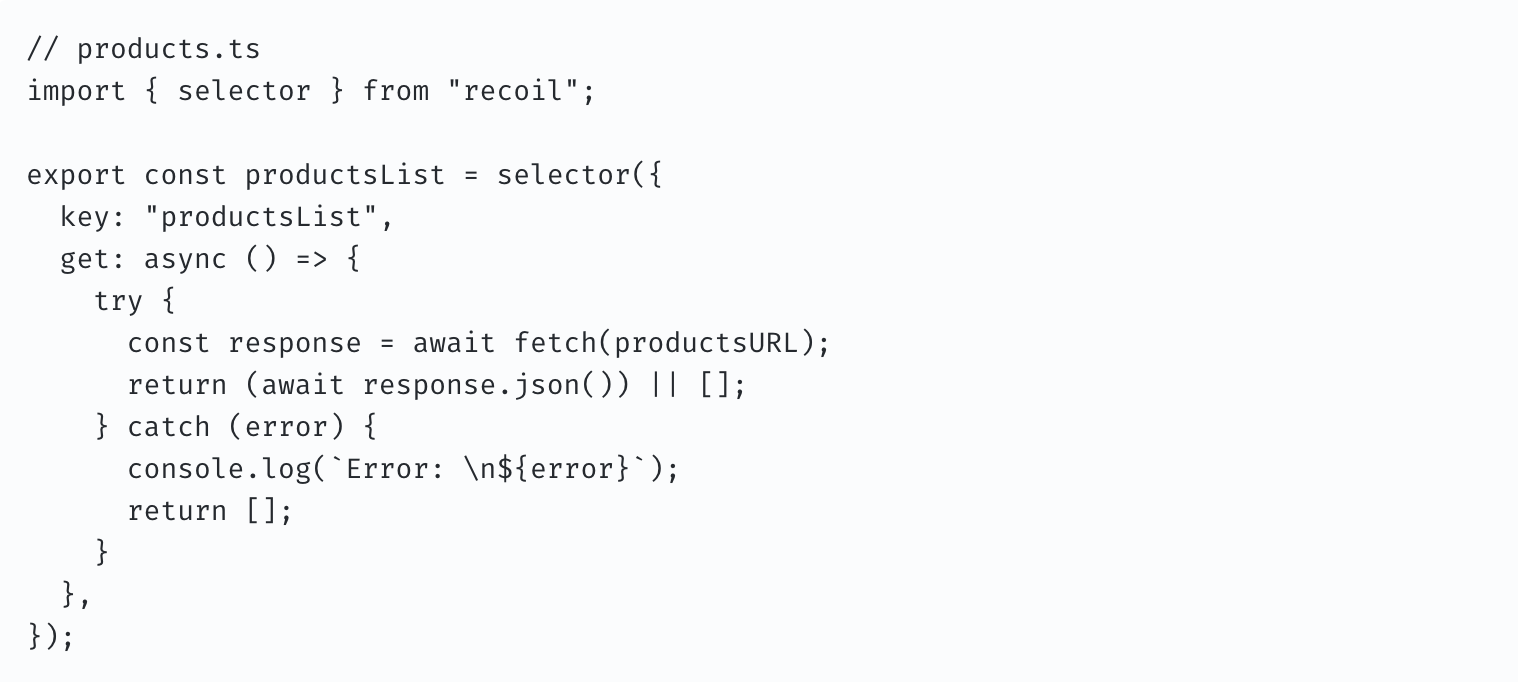 // products.ts
import { selector } from "recoil";

export const productsList = selector({
  key: "productsList",
  get: async () => {
    try {
      const response = await fetch(productsURL);
      return (await response.json()) || [];
    } catch (error) {
      console.log(`Error: \n${error}`);
      return [];
    }
  },
});